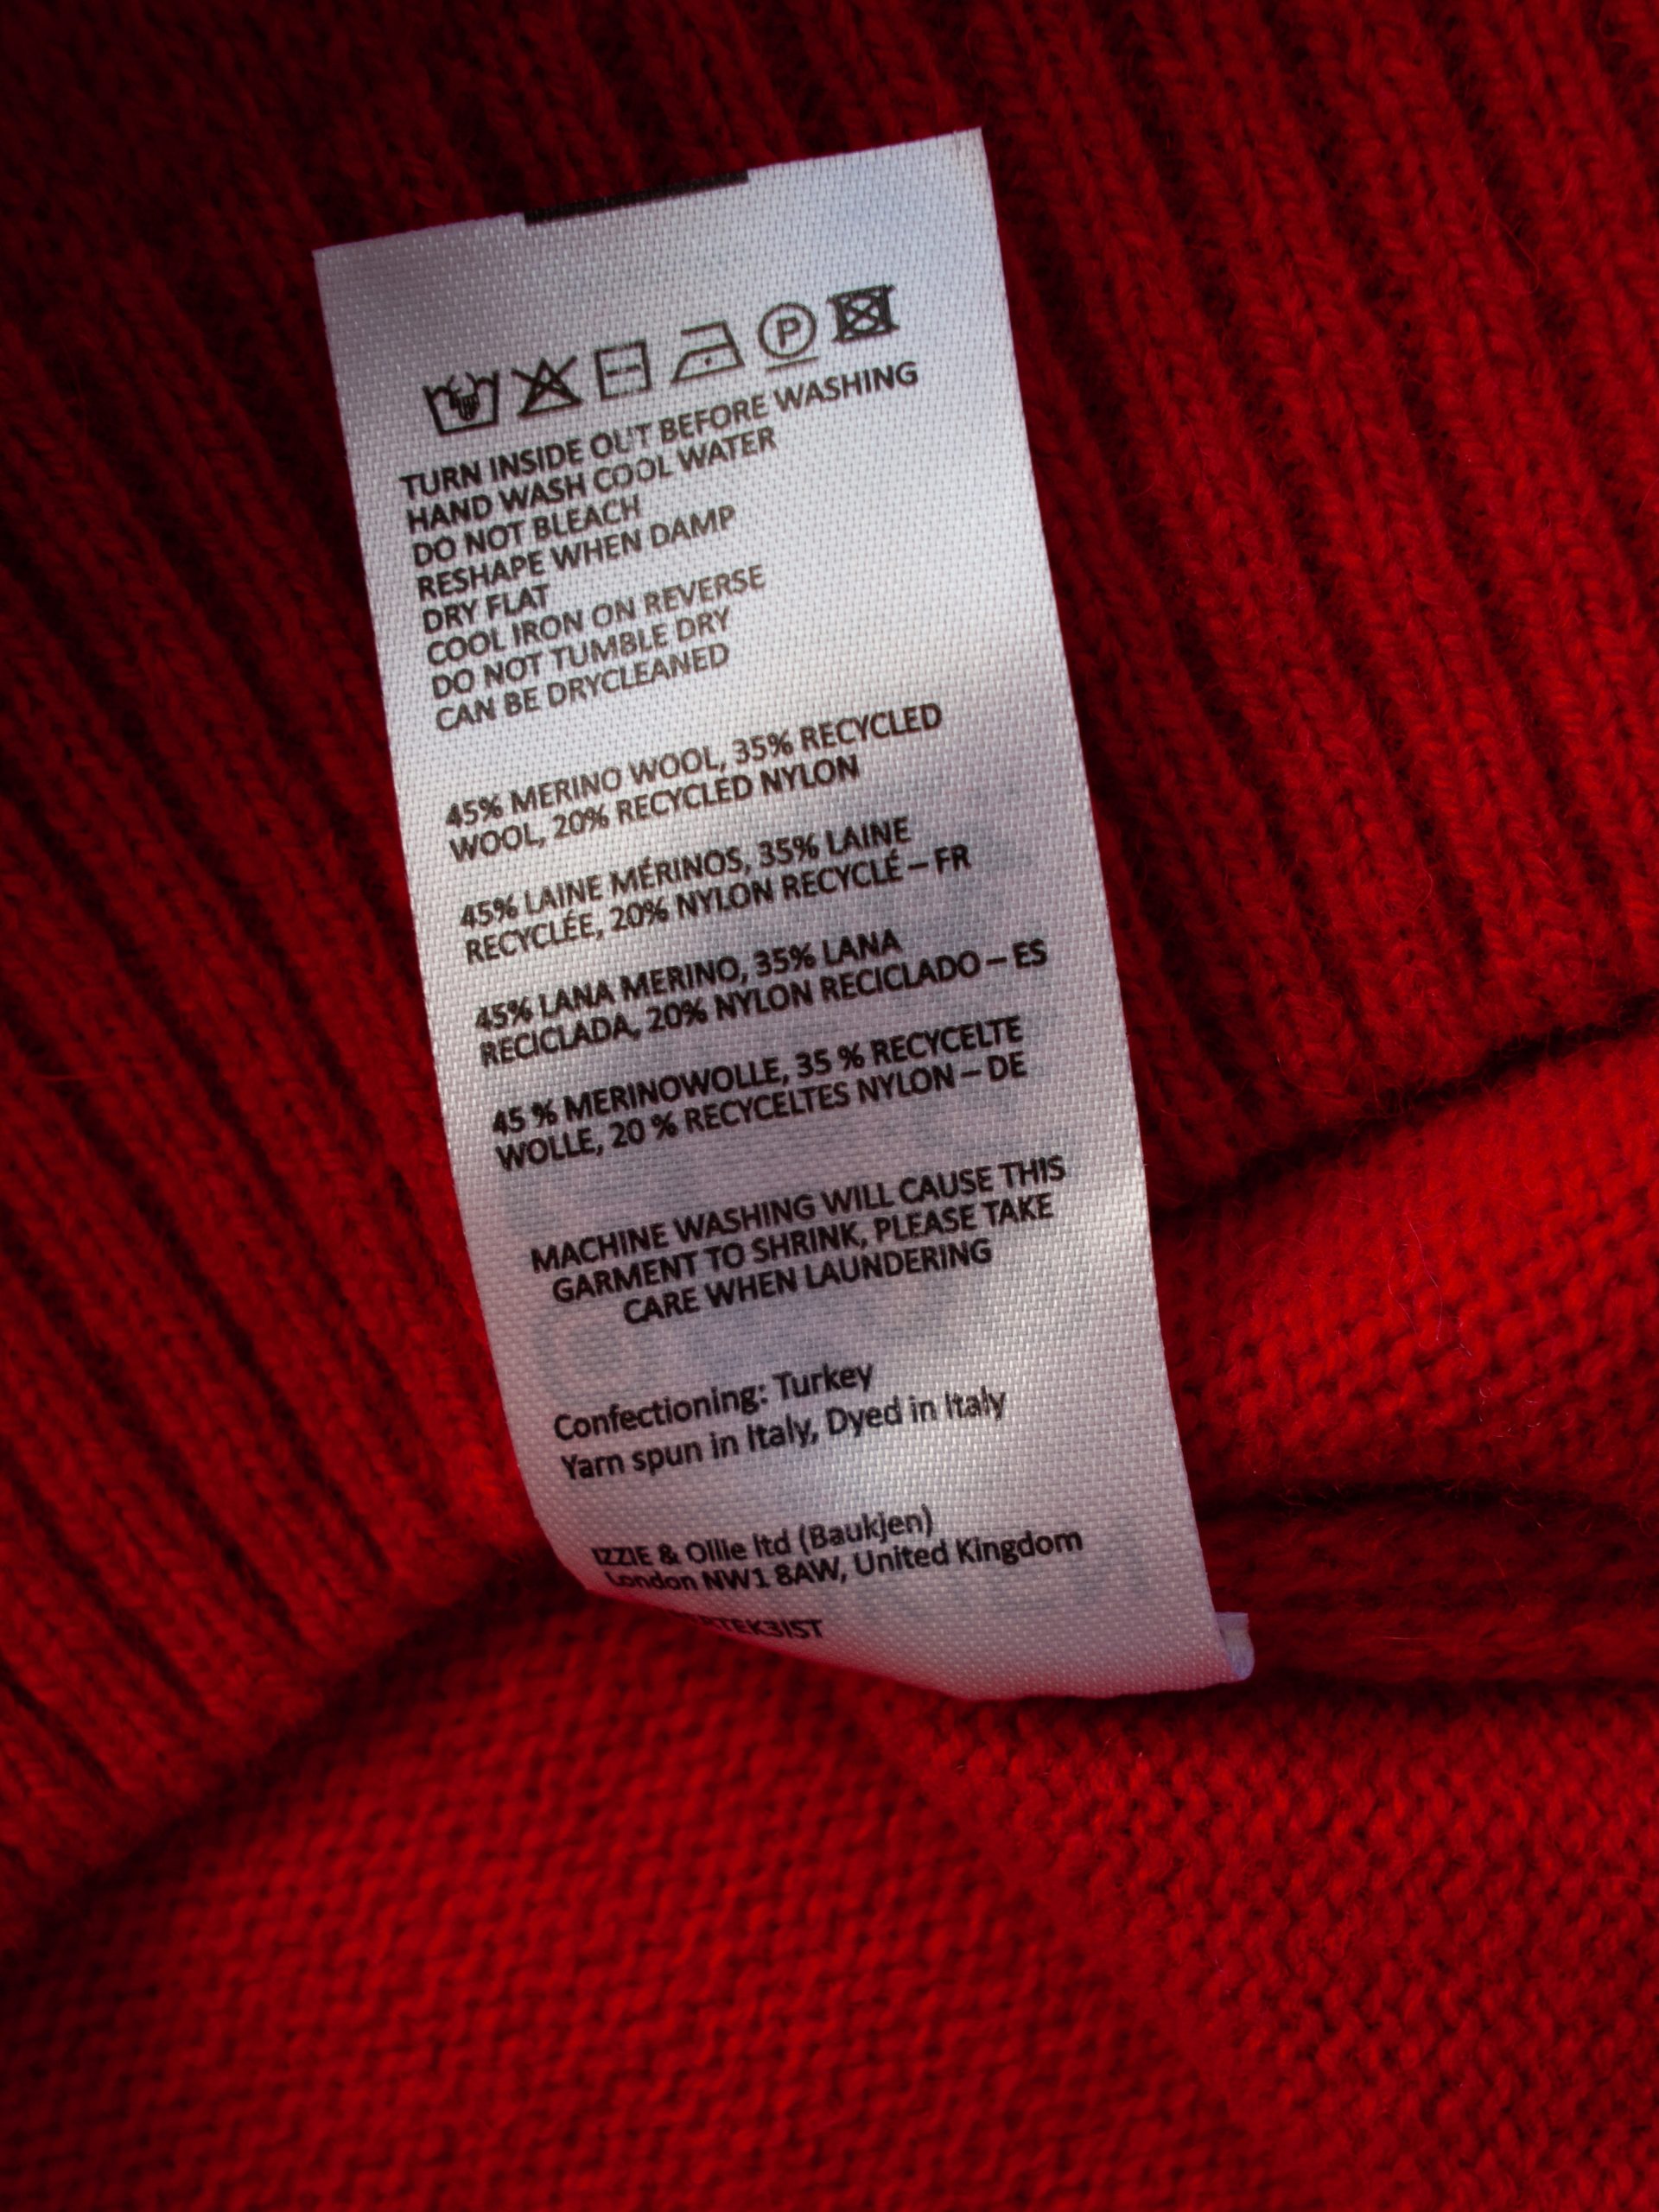 P
TURN INSIDE OUT BEFORE WASHING
HAND WASH COOL WATER
DO NOT BLEACH
RESHAPE WHEN DAMP
DRY FLAT
COOL IRON ON REVERSE
DO NOT TUMBLE DRY
CAN BE DRYCLEANED
45% MERINO WOOL, 35% RECYCLED
WOOL, 20% RECYCLED NYLON
45% LAINE MÉRINOS, 35% LAINE
RECYCLÉE, 20% NYLON RECYCLÉ – FR
45% LANA MERINO, 35% LANA
RECICLADA, 20% NYLON RECICLADO – ES
45 % MERINOWOLLE, 35 % RECYCELTE
WOLLE, 20 % RECYCELTES NYLON – DE
MACHINE WASHING WILL CAUSE THIS
GARMENT TO SHRINK, PLEASE TAKE
CARE WHEN LAUNDERING
Confectioning: Turkey
Yarn spun in Italy, Dyed in Italy
IZZIE & Ollie ltd (Baukjen)
London NW1 8AW, United Kingdom